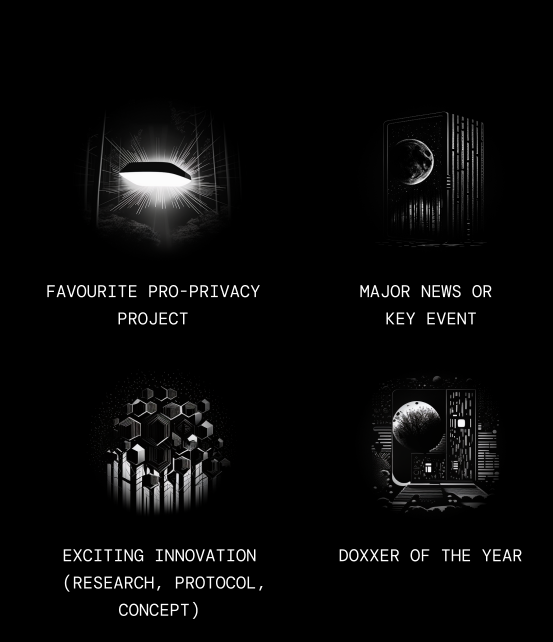 FAVOURITE PRO-PRIVACY
PROJECT
MAJOR NEWS OR
KEY EVENT
EXCITING INNOVATION
(RESEARCH, PROTOCOL,
CONCEPT)
DOXXER OF THE YEAR